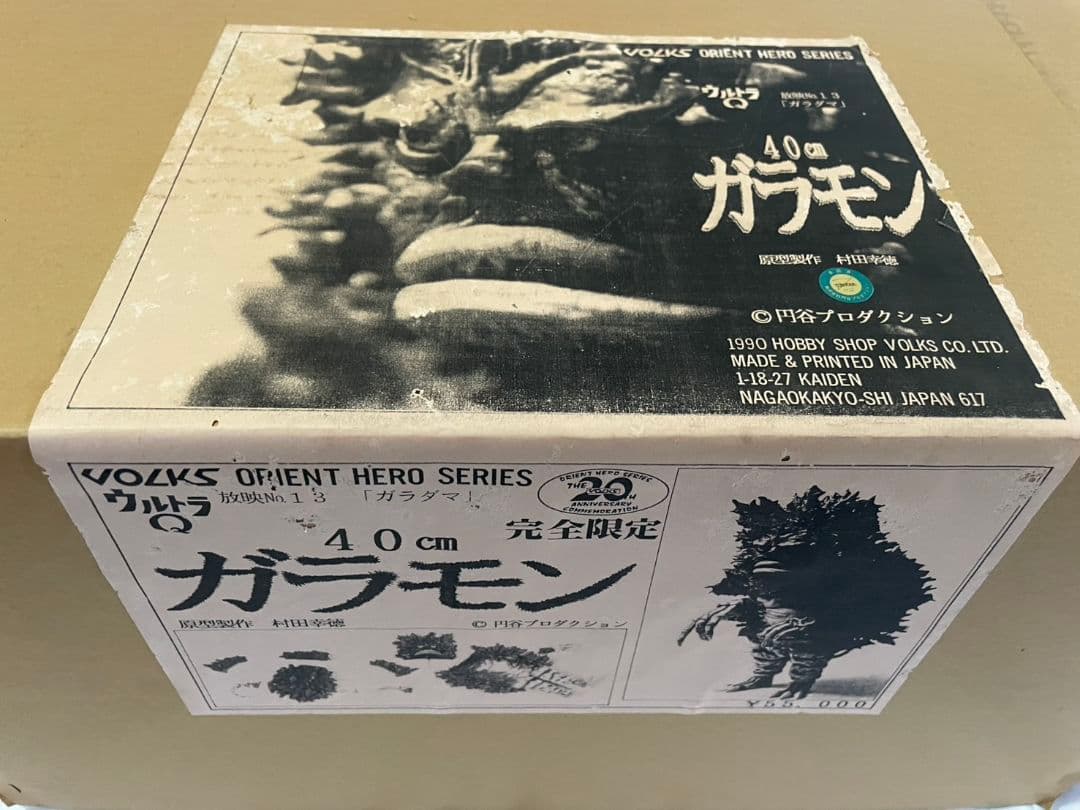 VOLKS ORIENT HERO SERIES
ウルトラQ
放映No.13
「ガラダマ」
40㎝
ガラモン
原型製作 村田幸徳
©円谷プロダクション
1990 HOBBY SHOP VOLKS CO. LTD.
MADE & PRINTED IN JAPAN
1-18-27 KAIDEN
NAGAOKAKYO-SHI JAPAN 617
VOLKS ORIENT HERO SERIES
ウルトラQ
放映No.13 「ガラダマ」
ORIENT HERO SERIES
THE 20TH
VOLKS
ANNIVERSARY
COMMEMORATION
完全限定
40㎝
ガラモン
原型製作 村田幸徳
©円谷プロダクション
¥55,000